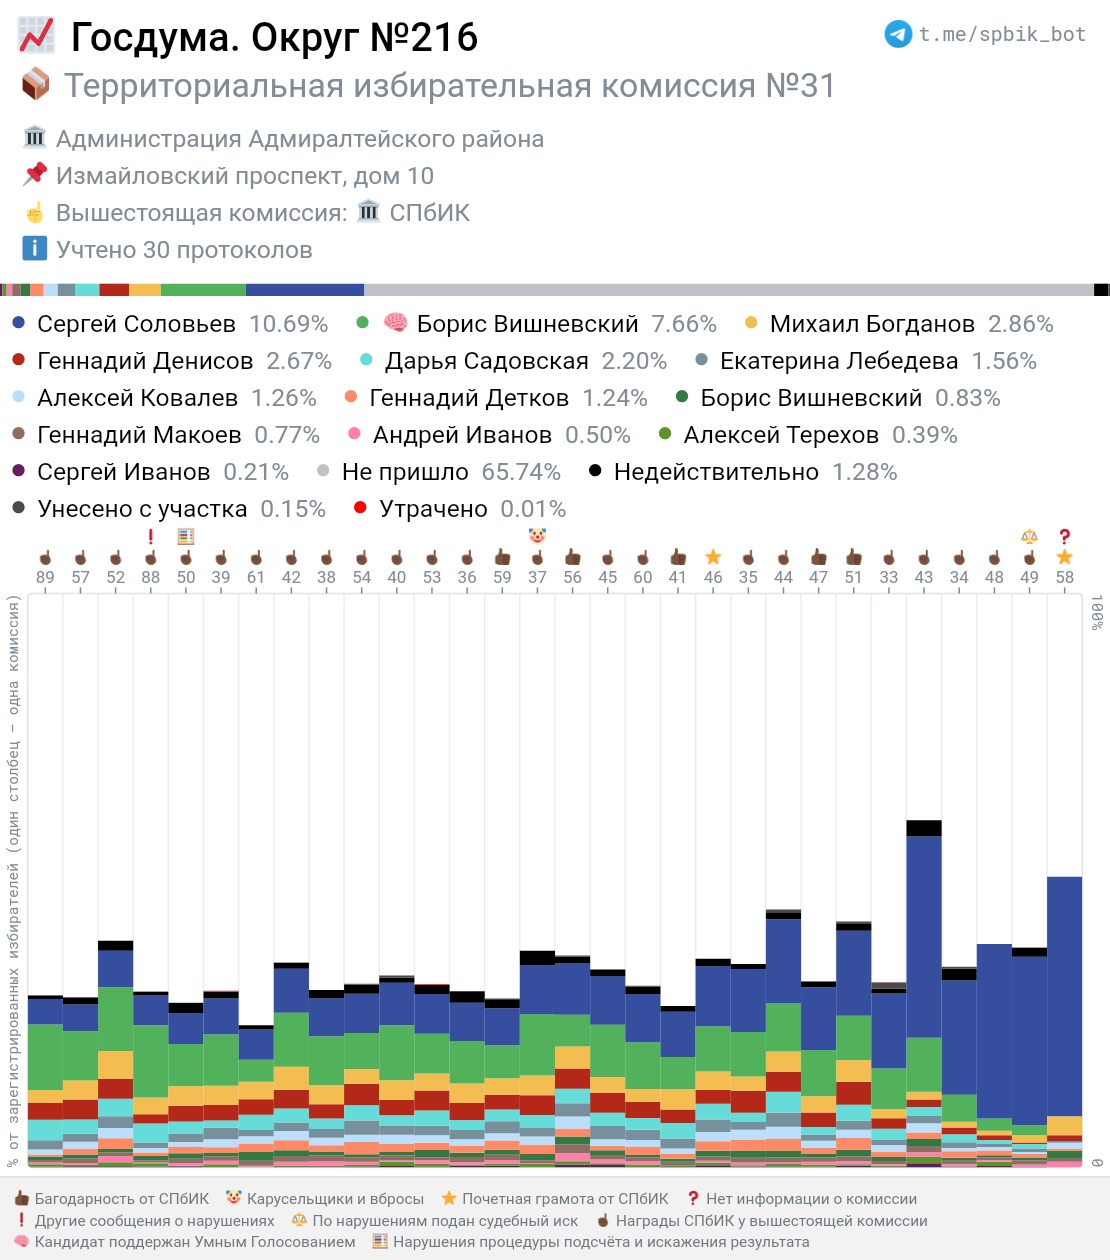 Госдума. Округ №216
t.me/spbik_bot
Территориальная избирательная комиссия №31
Администрация Адмиралтейского района
Измайловский проспект, дом 10
Вышестоящая комиссия: СПбИК
Учтено 30 протоколов
Сергей Соловьев 10.69% Борис Вишневский 7.66% Михаил Богданов 2.86%
Геннадий Денисов 2.67% Дарья Садовская 2.20% Екатерина Лебедева 1.56%
Алексей Ковалев 1.26% Геннадий Детков 1.24% Борис Вишневский 0.83%
Геннадий Макоев 0.77% Андрей Иванов 0.50% Алексей Терехов 0.39%
Сергей Иванов 0.21% Не пришло 65.74% Недействительно 1.28%
Унесено с участка 0.15% Утрачено 0.01%
89 57 52 88 50 39 61 42 38 54 40 53 36 59 37 56 45 60 41 46 35 44 47 51 33 43 34 48 49 58
% от зарегистрированных избирателей (один столбец – одна комиссия)
100%
0
Багодарность от СПбИК Карусельщики и вбросы Почетная грамота от СПбИК Нет информации о комиссии
Другие сообщения о нарушениях По нарушениям подан судебный иск Награды СПбИК у вышестоящей комиссии
Кандидат поддержан Умным Голосованием Нарушения процедуры подсчёта и искажения результата